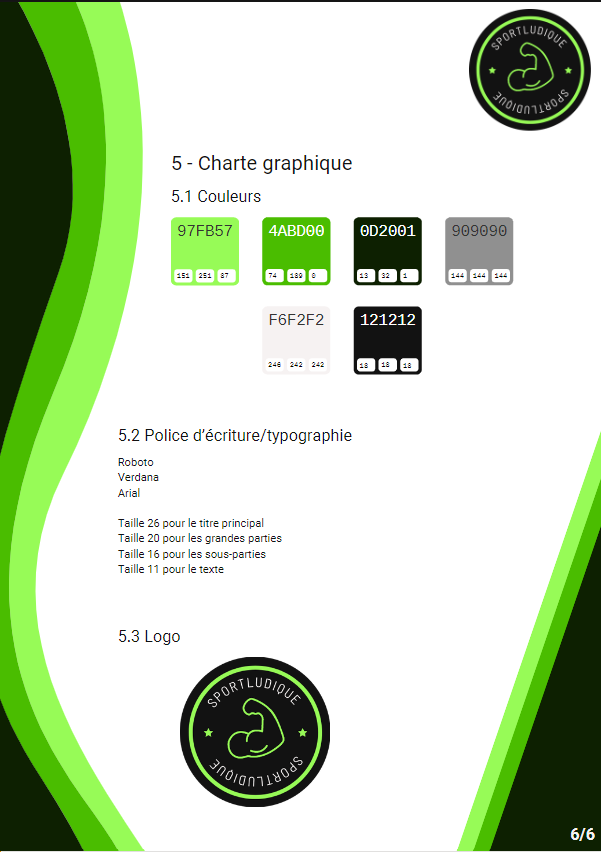 SPORTLUDIQUE
SPORTLUDIQUE
5 - Charte graphique
5.1 Couleurs
97FB57 4ABD00 0D2001 909090
151 251 87 74 189 0 13 32 1 144 144 144
F6F2F2 121212
246 242 242 18 18 18
5.2 Police d’écriture/typographie
Roboto
Verdana
Arial
Taille 26 pour le titre principal
Taille 20 pour les grandes parties
Taille 16 pour les sous-parties
Taille 11 pour le texte
5.3 Logo
SPORTLUDIQUE
SPORTLUDIQUE
6/6